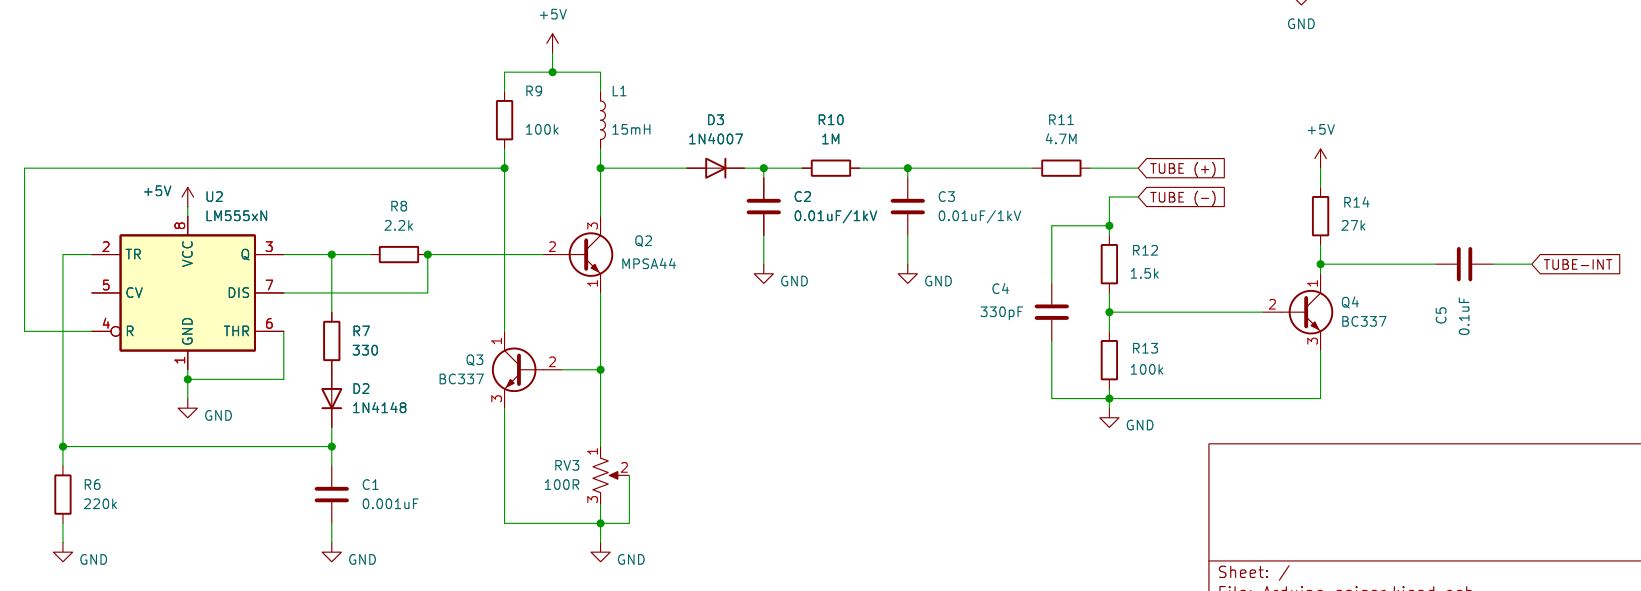 GND
+5V
R9
100k
L1
15mH
D3
1N4007
R10
1M
R11
4.7M
TUBE (+)
TUBE (-)
+5V
+5V
U2
LM555xN
8
VCC
2
TR
Q
3
5
CV
DIS
7
4
R
THR
6
GND
1
GND
R8
2.2k
3
2
1
Q2
MPSA44
C2
0.01uF/1kV
GND
C3
0.01uF/1kV
GND
R14
27k
R12
1.5k
C4
330pF
R13
100k
GND
1
2
3
Q4
BC337
C5
0.1uF
TUBE-INT
R7
330
D2
1N4148
Q3
BC337
1
2
3
R6
220k
GND
C1
0.001uF
GND
RV3
100R
1
2
3
GND
Sheet: /